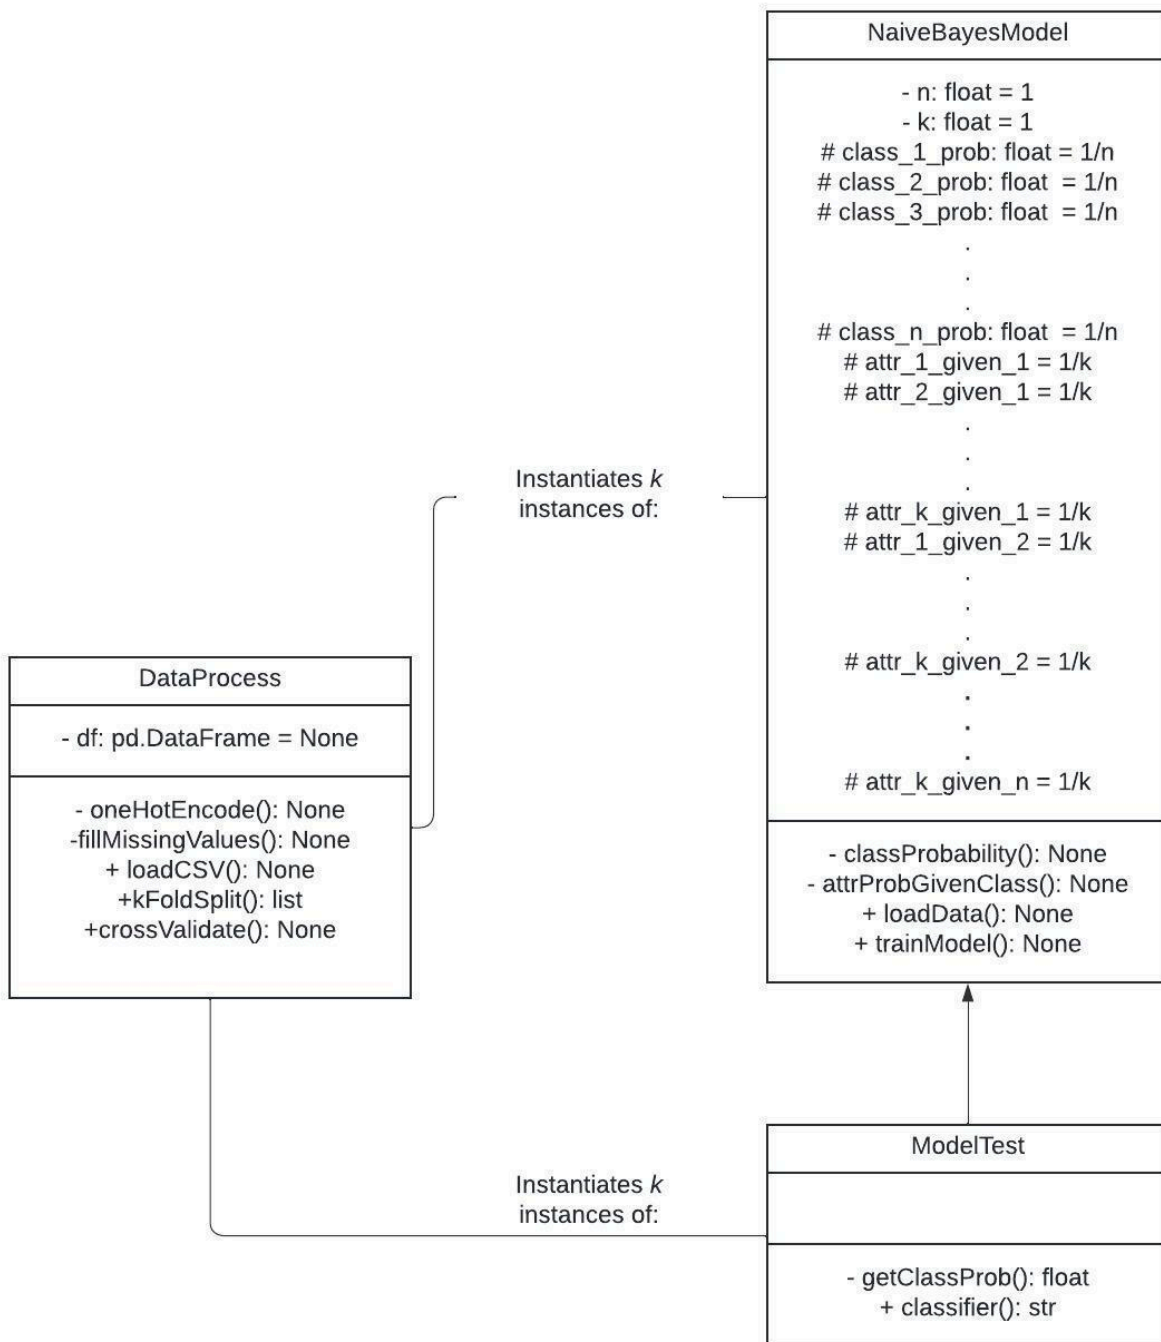 NaiveBayesModel
- n: float = 1
- k: float = 1
# class_1_prob: float = 1/n
# class_2_prob: float  = 1/n
# class_3_prob: float  = 1/n
.
.
.
# class_n_prob: float  = 1/n
# attr_1_given_1 = 1/k
# attr_2_given_1 = 1/k
.
.
.
# attr_k_given_1 = 1/k
# attr_1_given_2 = 1/k
.
.
.
# attr_k_given_2 = 1/k
.
.
.
# attr_k_given_n = 1/k
- classProbability(): None
- attrProbGivenClass(): None
+ loadData(): None
+ trainModel(): None
Instantiates k
instances of:
DataProcess
- df: pd.DataFrame = None
- oneHotEncode(): None
-fillMissingValues(): None
+ loadCSV(): None
+kFoldSplit(): list
+crossValidate(): None
Instantiates k
instances of:
ModelTest
- getClassProb(): float
+ classifier(): str